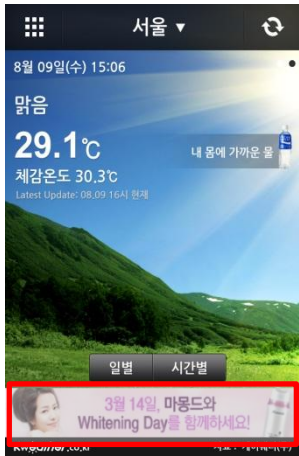 서울 ▼
8월 09일(수) 15:06
맑음
29.1℃
내 몸에 가까운 물
체감온도 30.3℃
Latest Update: 08.09 16시 현재
일별 시간별
3월 14일, 마몽드와
Whitening Day를 함께하세요!